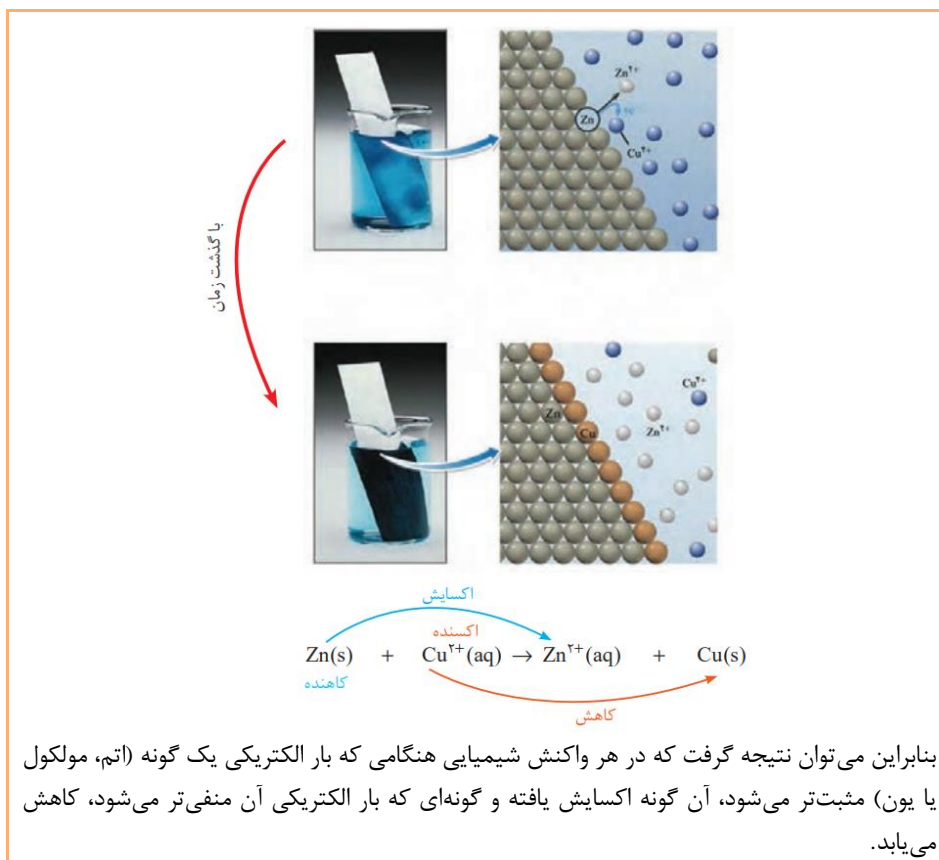 Zn²⁺
Zn
Cu²⁺
با گذشت زمان
Cu²⁺
Zn
Cu
Zn²⁺
اکسایش
اکسنده
Zn(s) + Cu²⁺(aq) → Zn²⁺(aq) + Cu(s)
کاهنده
کاهش
بنابراین می‌توان نتیجه گرفت که در هر واکنش شیمیایی هنگامی که بار الکتریکی یک گونه (اتم، مولکول
یا یون) مثبت‌تر می‌شود، آن گونه اکسایش یافته و گونه‌ای که بار الکتریکی آن منفی‌تر می‌شود، کاهش
می‌یابد.